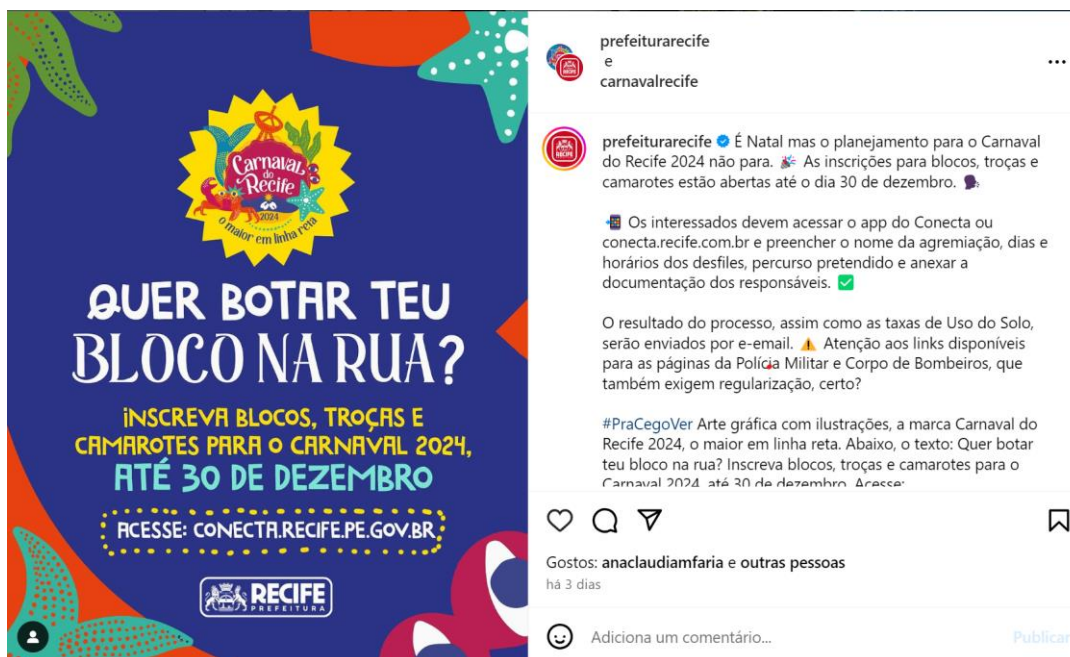 Carnaval
do
Recife
2024
o maior em linha reta
QUER BOTAR TEU
BLOCO NA RUA?
INSCREVA BLOCOS, TROÇAS E
CAMAROTES PARA O CARNAVAL 2024,
ATÉ 30 DE DEZEMBRO
ACESSE: CONECTA.RECIFE.PE.GOV.BR
RECIFE
PREFEITURA
prefeiturarecife
e
carnavalrecife
prefeiturarecife É Natal mas o planejamento para o Carnaval
do Recife 2024 não para. 🎉 As inscrições para blocos, troças e
camarotes estão abertas até o dia 30 de dezembro. 🗣
📲 Os interessados devem acessar o app do Conecta ou
conecta.recife.com.br e preencher o nome da agremiação, dias e
horários dos desfiles, percurso pretendido e anexar a
documentação dos responsáveis. ✅
O resultado do processo, assim como as taxas de Uso do Solo,
serão enviados por e-email. ⚠️ Atenção aos links disponíveis
para as páginas da Polícia Militar e Corpo de Bombeiros, que
também exigem regularização, certo?
#PraCegoVer Arte gráfica com ilustrações, a marca Carnaval do
Recife 2024, o maior em linha reta. Abaixo, o texto: Quer botar
teu bloco na rua? Inscreva blocos, troças e camarotes para o
Carnaval 2024, até 30 de dezembro. Acesse:
Gostos: anaclaudiamfaria e outras pessoas
há 3 dias
Adiciona um comentário...
Publicar